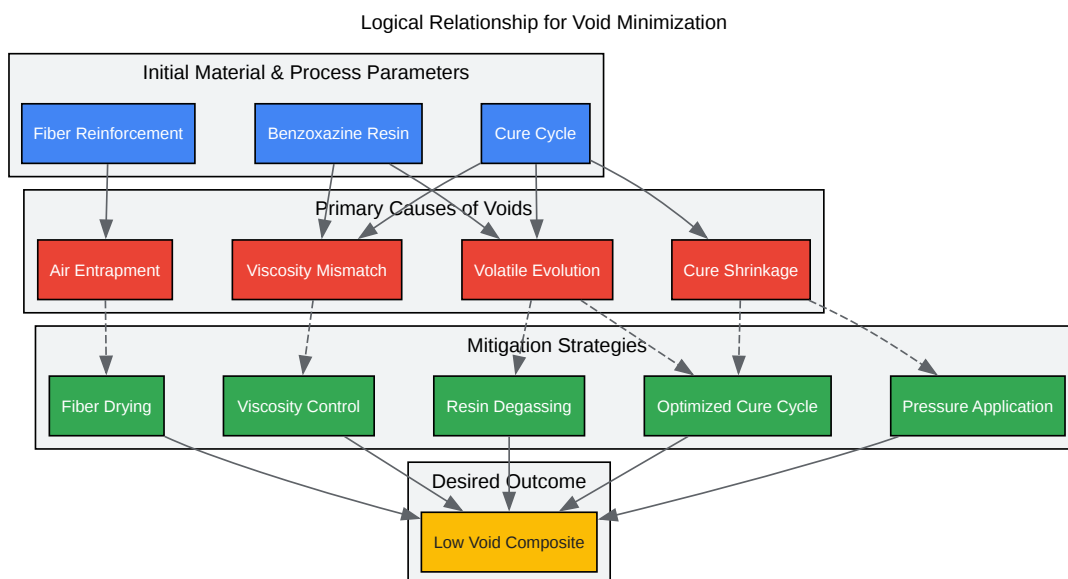 Logical Relationship for Void Minimization
Initial Material & Process Parameters
Fiber Reinforcement
Benzoxazine Resin
Cure Cycle
Primary Causes of Voids
Air Entrapment
Viscosity Mismatch
Volatile Evolution
Cure Shrinkage
Mitigation Strategies
Fiber Drying
Viscosity Control
Resin Degassing
Optimized Cure Cycle
Pressure Application
Desired Outcome
Low Void Composite